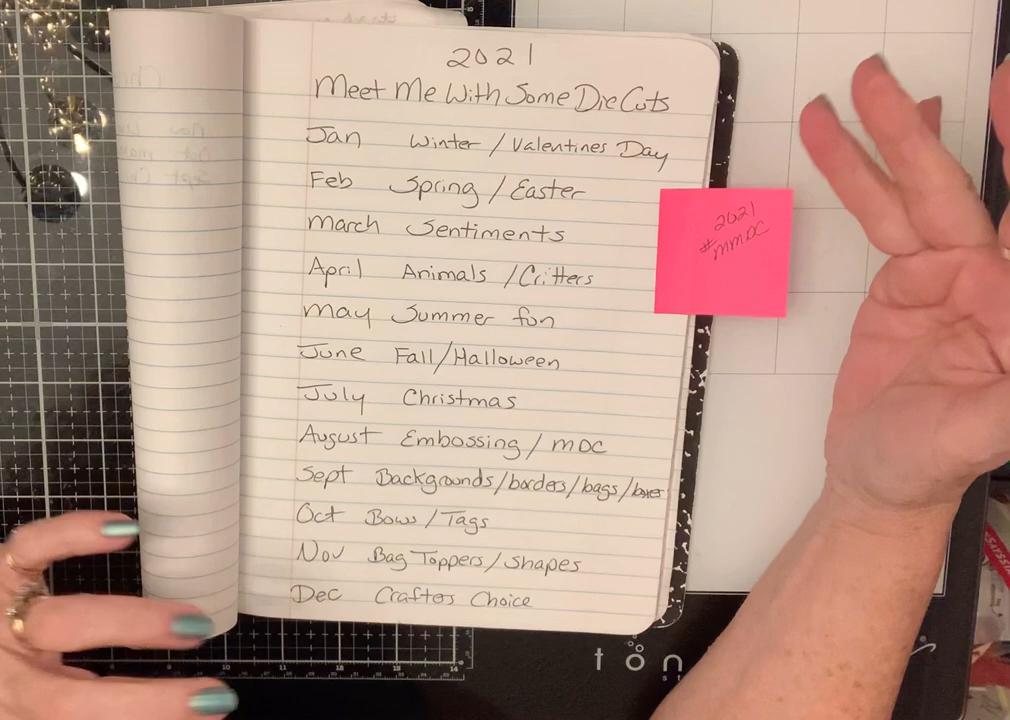 2021
Meet Me With Some Die Cuts
Jan Winter / Valentines Day
Feb Spring / Easter
March Sentiments
April Animals / Critters
May Summer fun
June Fall/Halloween
July Christmas
August Embossing / MDC
Sept Backgrounds/borders/bags/boxes
Oct Bows / Tags
Nov Bag Toppers / Shapes
Dec Crafters Choice
2021
#MMDC